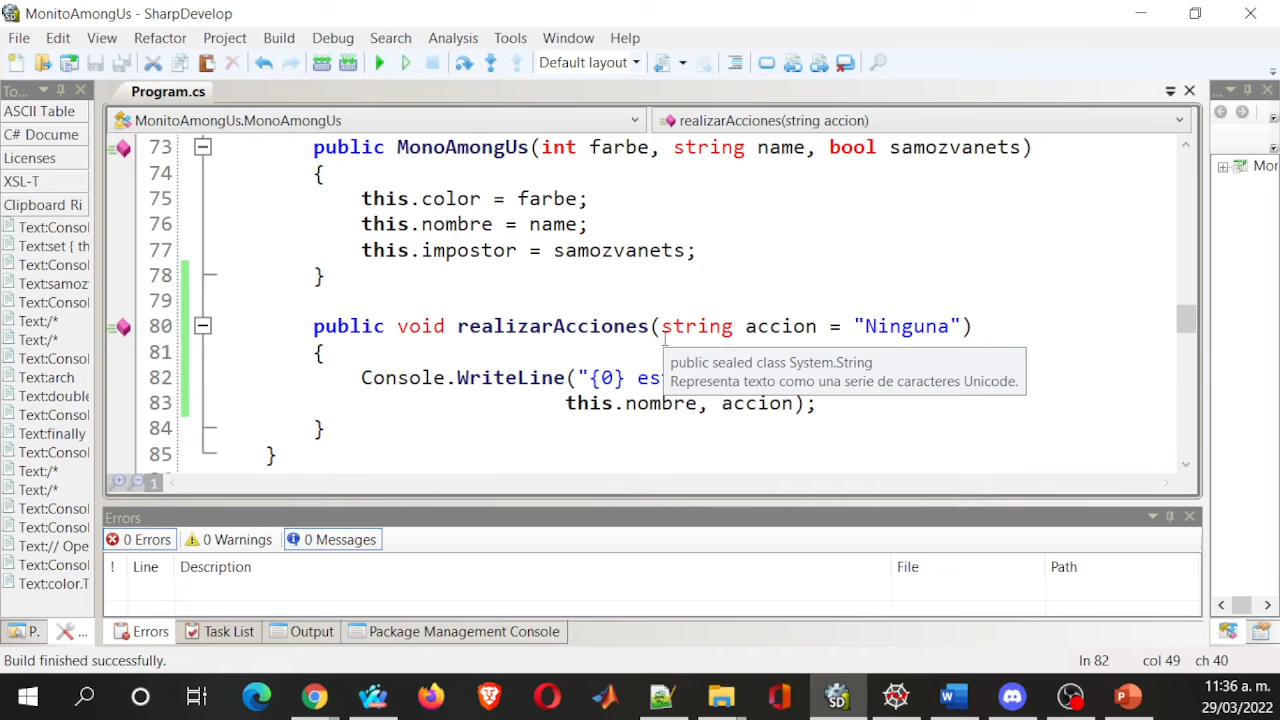 MonitoAmongUs - SharpDevelop
File Edit View Refactor Project Build Debug Search Analysis Tools Window Help
Default layout
To...
Program.cs
...
ASCII Table
C# Docume
Licenses
XSL-T
Clipboard Ri
Text:Consol
Text:set { th
Text:Consol
Text:samoz
Text:Consol
Text:/*
Text:/*
Text:Consol
Text:arch
Text:double
Text:Consol
Text:finally
Text:Consol
Text:/*
Text:/*
Text:Consol
Text:Consol
Text:// Ope
Text:Consol
Text:color.T
P. ...
MonitoAmongUs.MonoAmongUs
realizarAcciones(string accion)
73 public MonoAmongUs(int farbe, string name, bool samozvanets)
74 {
75 this.color = farbe;
76 this.nombre = name;
77 this.impostor = samozvanets;
78 }
79
80 public void realizarAcciones(string accion = "Ninguna")
81 {
public sealed class System.String
Representa texto como una serie de caracteres Unicode.
82 Console.WriteLine("{0} es
83 this.nombre, accion);
84 }
85 }
1
Mor
Errors
0 Errors 0 Warnings 0 Messages
! Line Description File Path
Errors Task List Output Package Management Console
Build finished successfully.
ln 82 col 49 ch 40
11:36 a. m.
29/03/2022